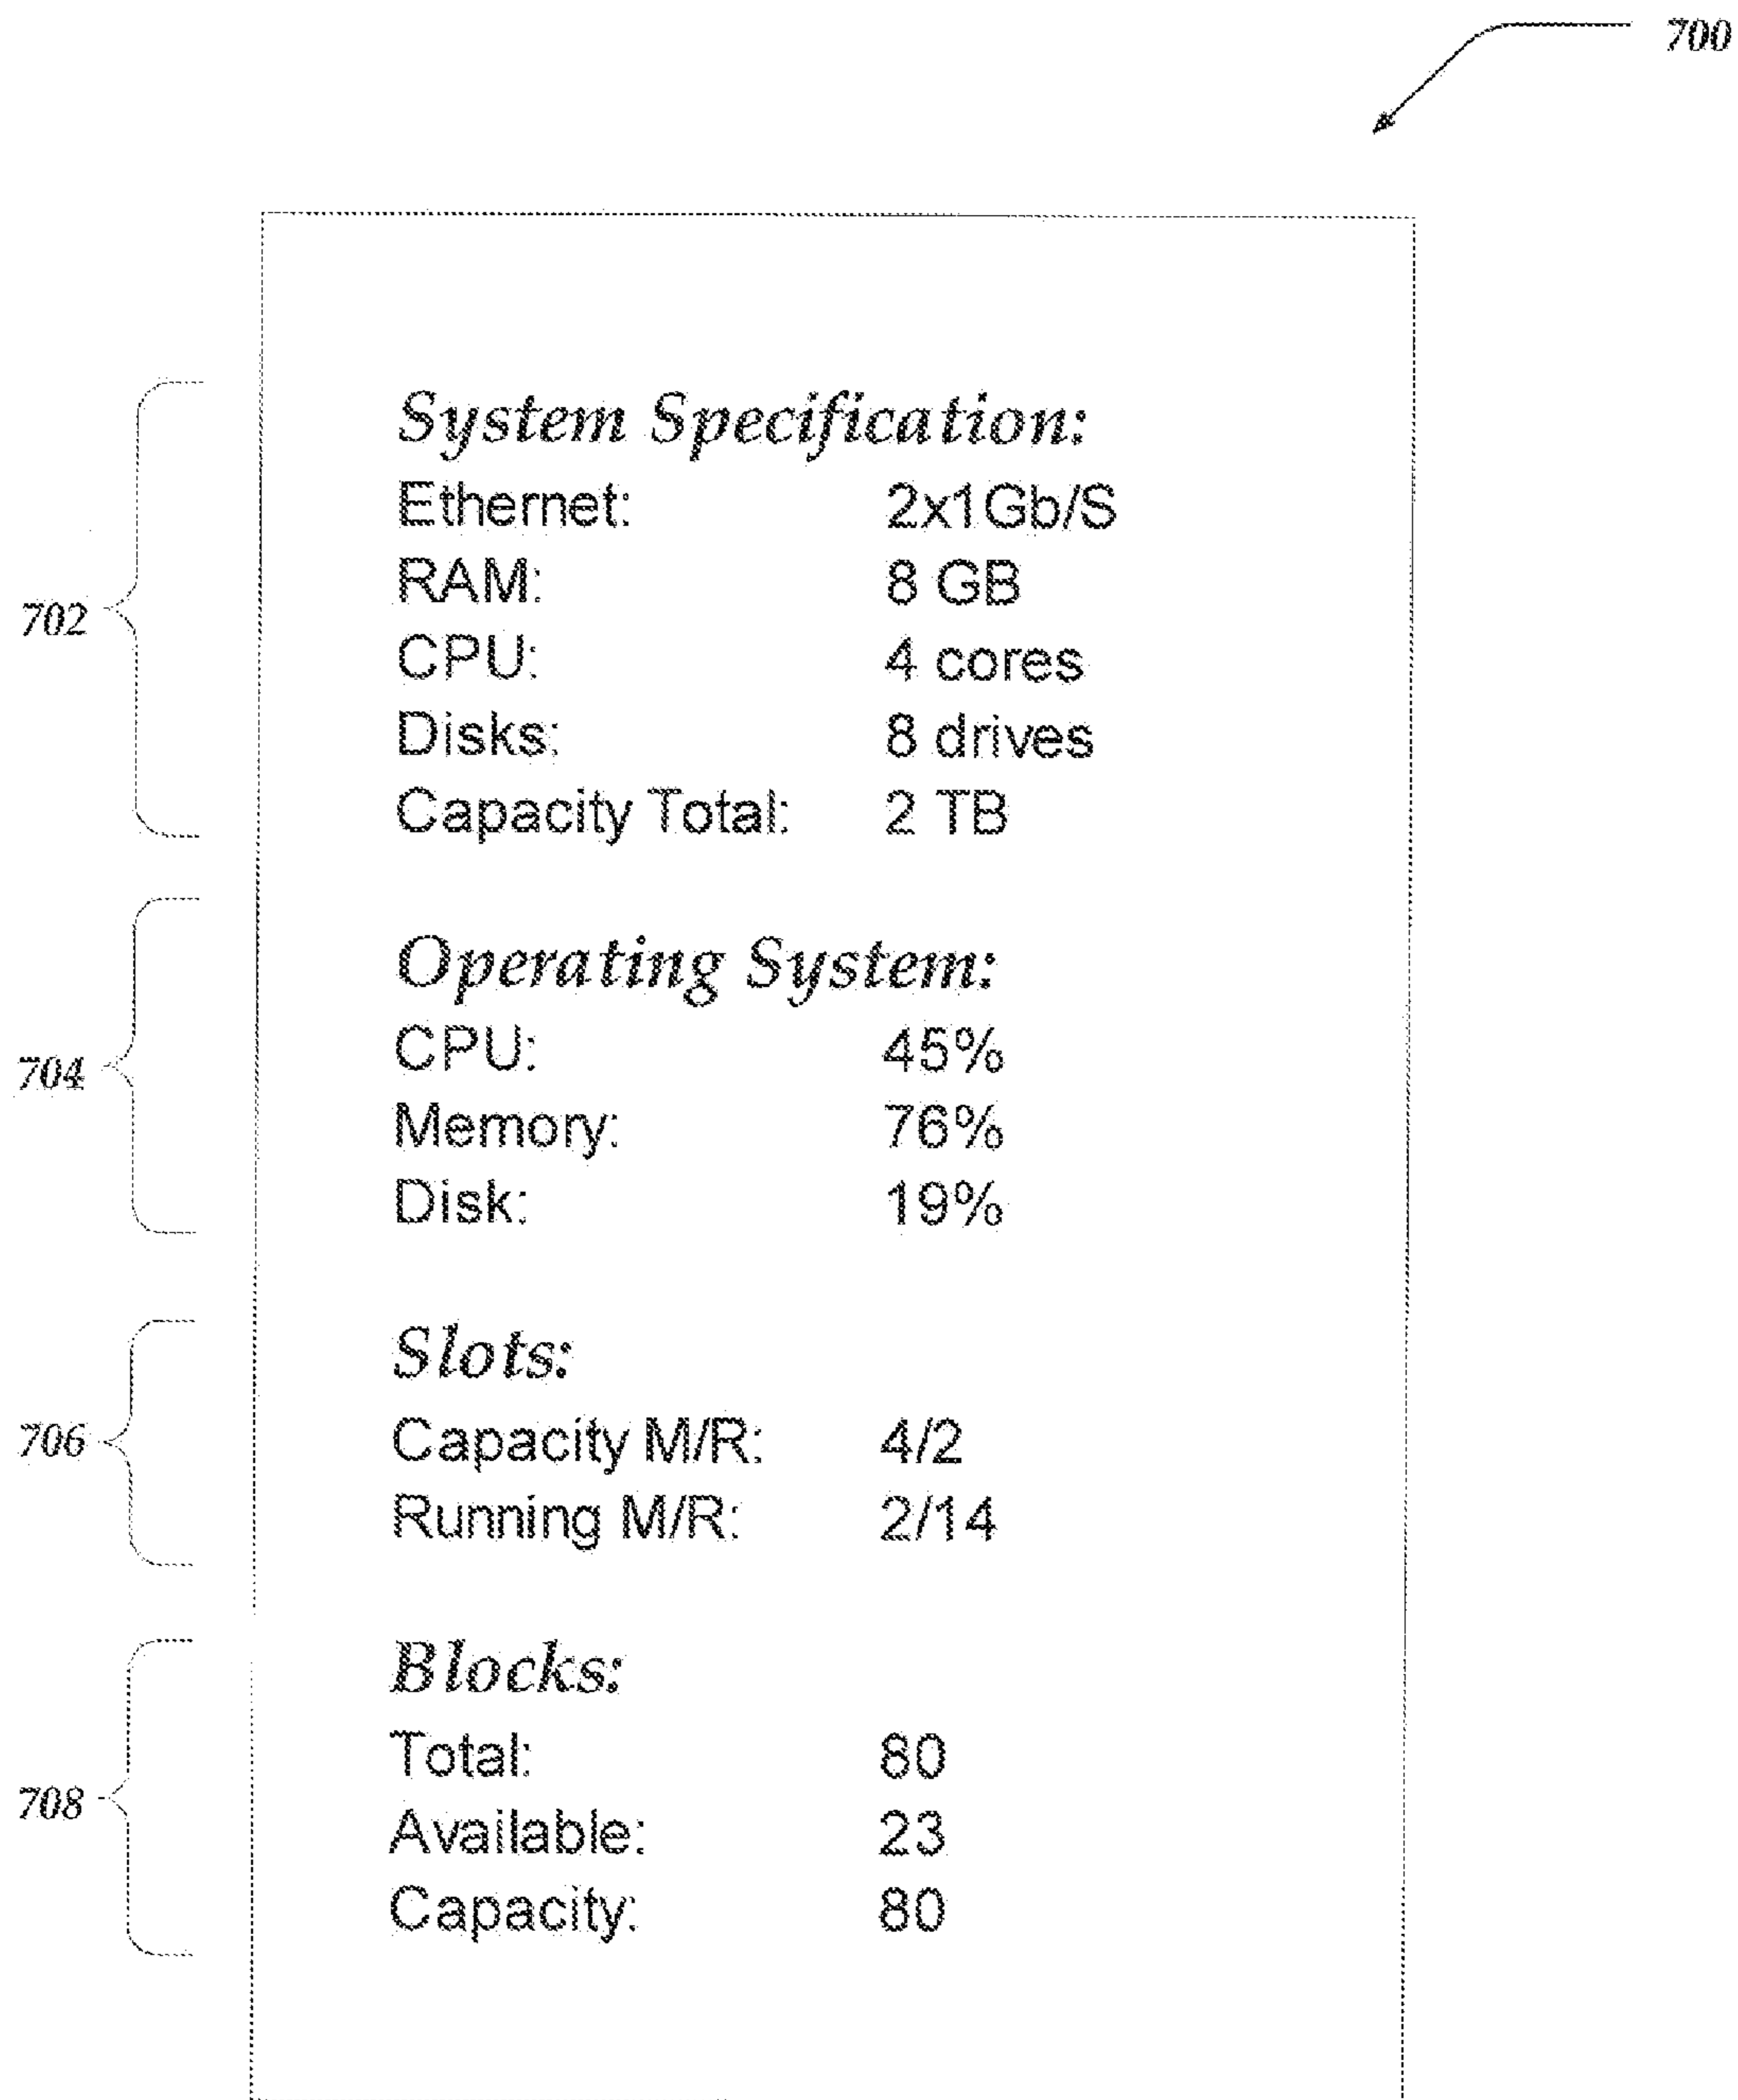 700
System Specification:
Ethernet: 2x1Gb/S
RAM: 8 GB
702
CPU: 4 cores
Disks: 8 drives
Capacity Total: 2 TB
Operating System:
CPU: 45%
704
Memory: 76%
Disk: 19%
Slots:
706
Capacity M/R: 4/2
Running M/R: 2/14
Blocks:
Total: 80
708
Available: 23
Capacity: 80